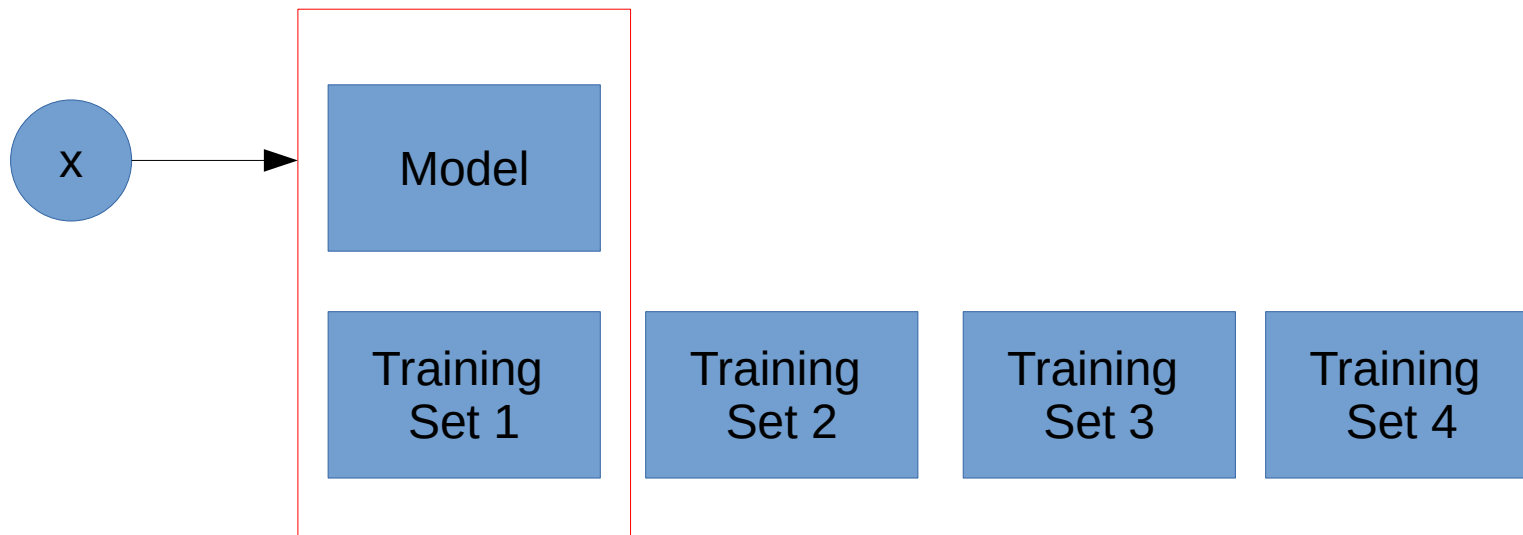 x
Model
Training
Set 1
Training
Set 2
Training
Set 3
Training
Set 4